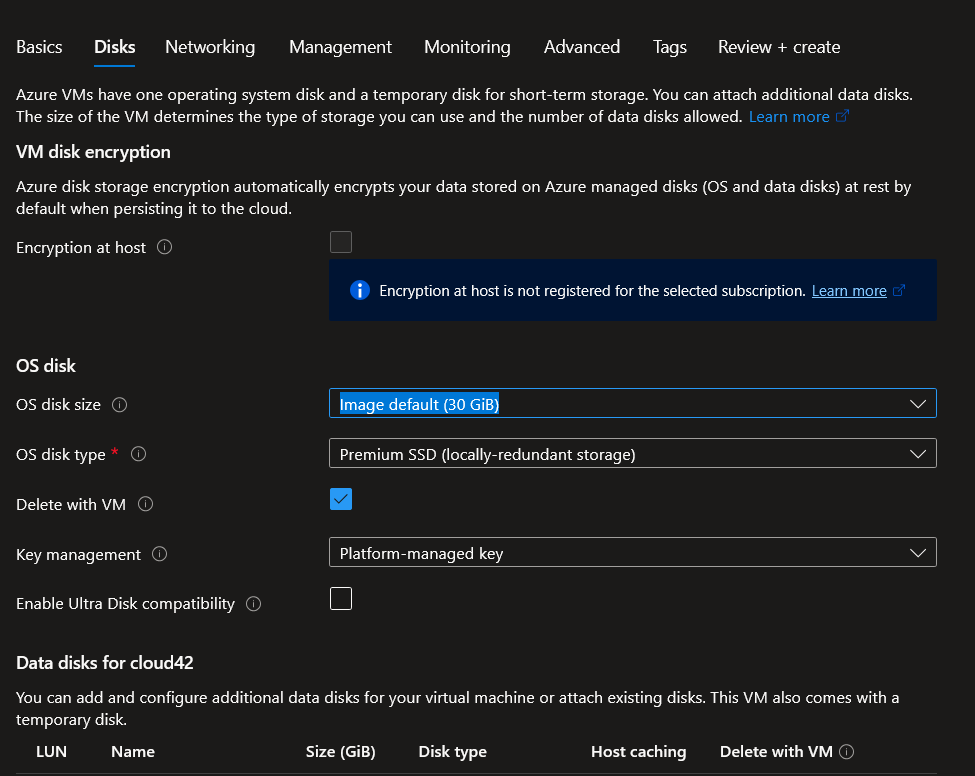 Basics Disks Networking Management Monitoring Advanced Tags Review + create
Azure VMs have one operating system disk and a temporary disk for short-term storage. You can attach additional data disks.
The size of the VM determines the type of storage you can use and the number of data disks allowed. Learn more
VM disk encryption
Azure disk storage encryption automatically encrypts your data stored on Azure managed disks (OS and data disks) at rest by
default when persisting it to the cloud.
Encryption at host
Encryption at host is not registered for the selected subscription. Learn more
OS disk
OS disk size Image default (30 GiB)
OS disk type * Premium SSD (locally-redundant storage)
Delete with VM
Key management Platform-managed key
Enable Ultra Disk compatibility
Data disks for cloud42
You can add and configure additional data disks for your virtual machine or attach existing disks. This VM also comes with a
temporary disk.
LUN Name Size (GiB) Disk type Host caching Delete with VM